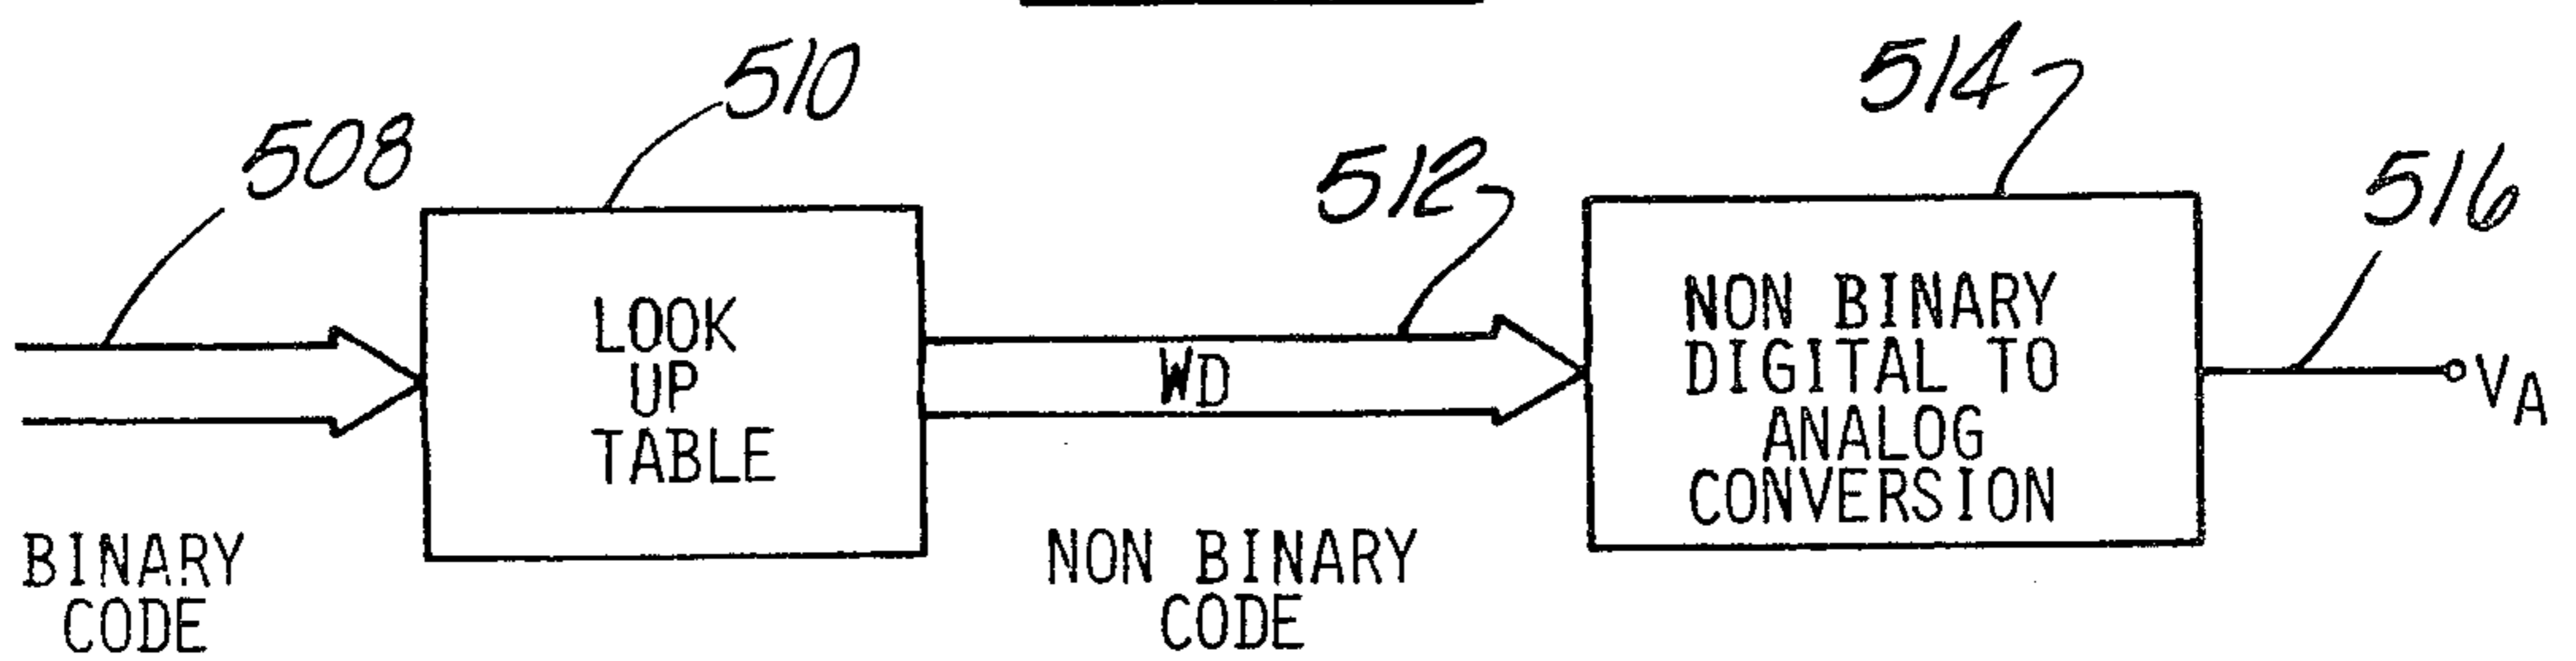 508
510
512
514
516
LOOK
UP
TABLE
WD
NON BINARY
DIGITAL TO
ANALOG
CONVERSION
VA
BINARY
CODE
NON BINARY
CODE